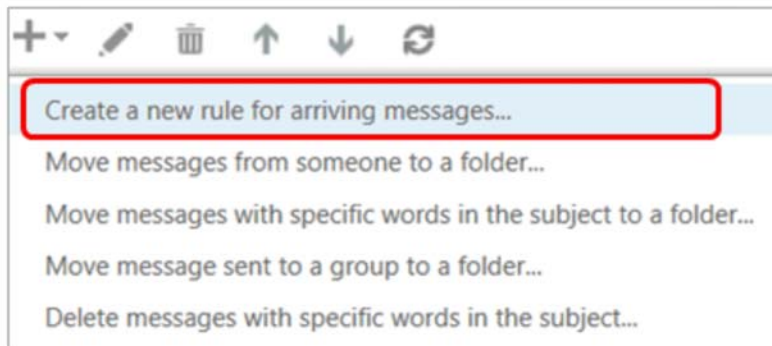 Create a new rule for arriving messages...
Move messages from someone to a folder...
Move messages with specific words in the subject to a folder...
Move message sent to a group to a folder...
Delete messages with specific words in the subject...